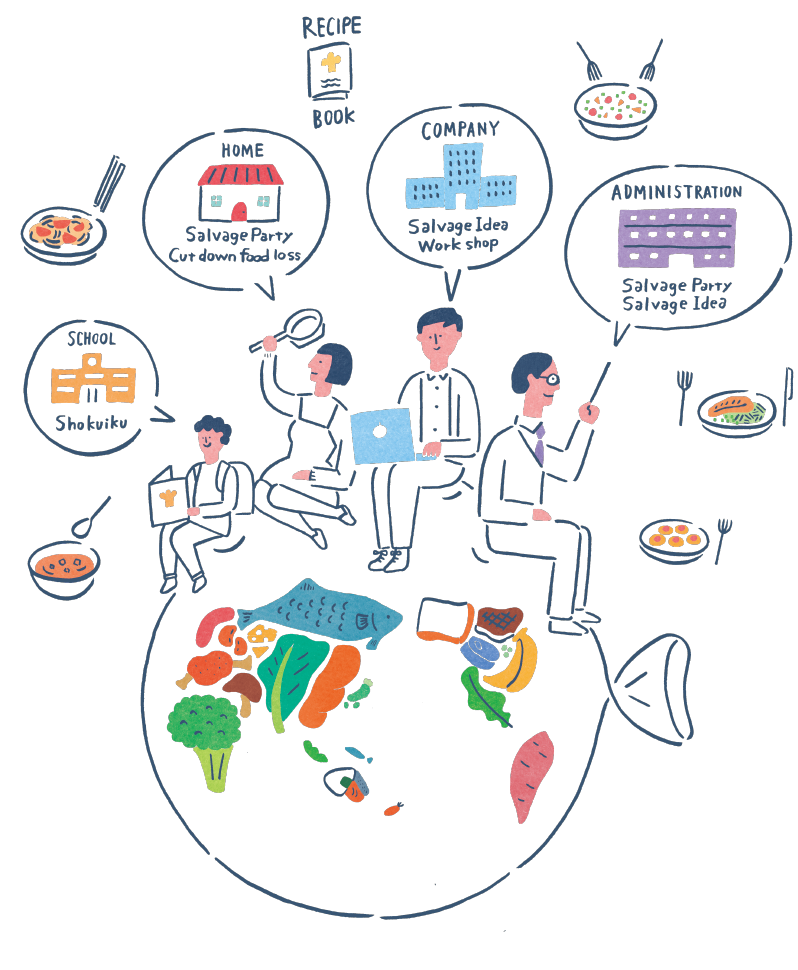 RECIPE
BOOK
HOME
Salvage Party
Cut down food loss
COMPANY
Salvage Idea
Work shop
ADMINISTRATION
Salvage Party
Salvage Idea
SCHOOL
Shokuiku